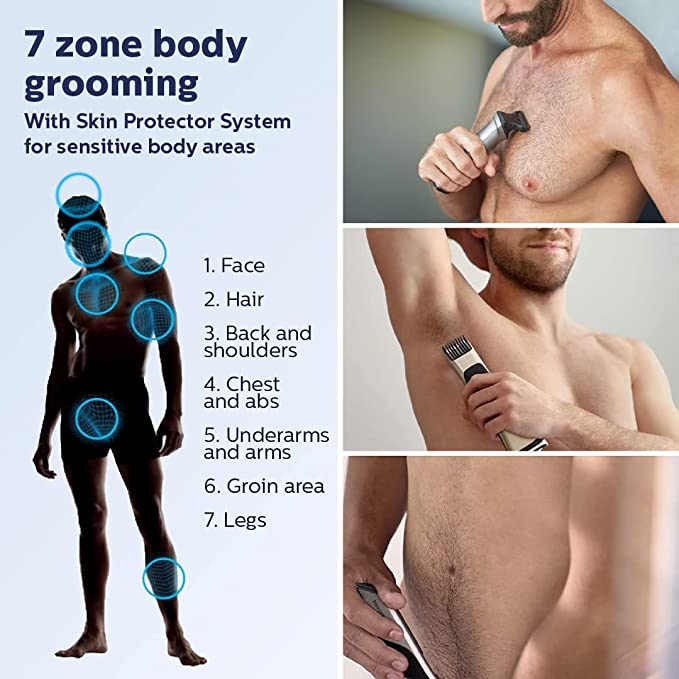 7 zone body
grooming
With Skin Protector System
for sensitive body areas
1. Face
2. Hair
3. Back and
shoulders
4. Chest
and abs
5. Underarms
and arms
6. Groin area
7. Legs